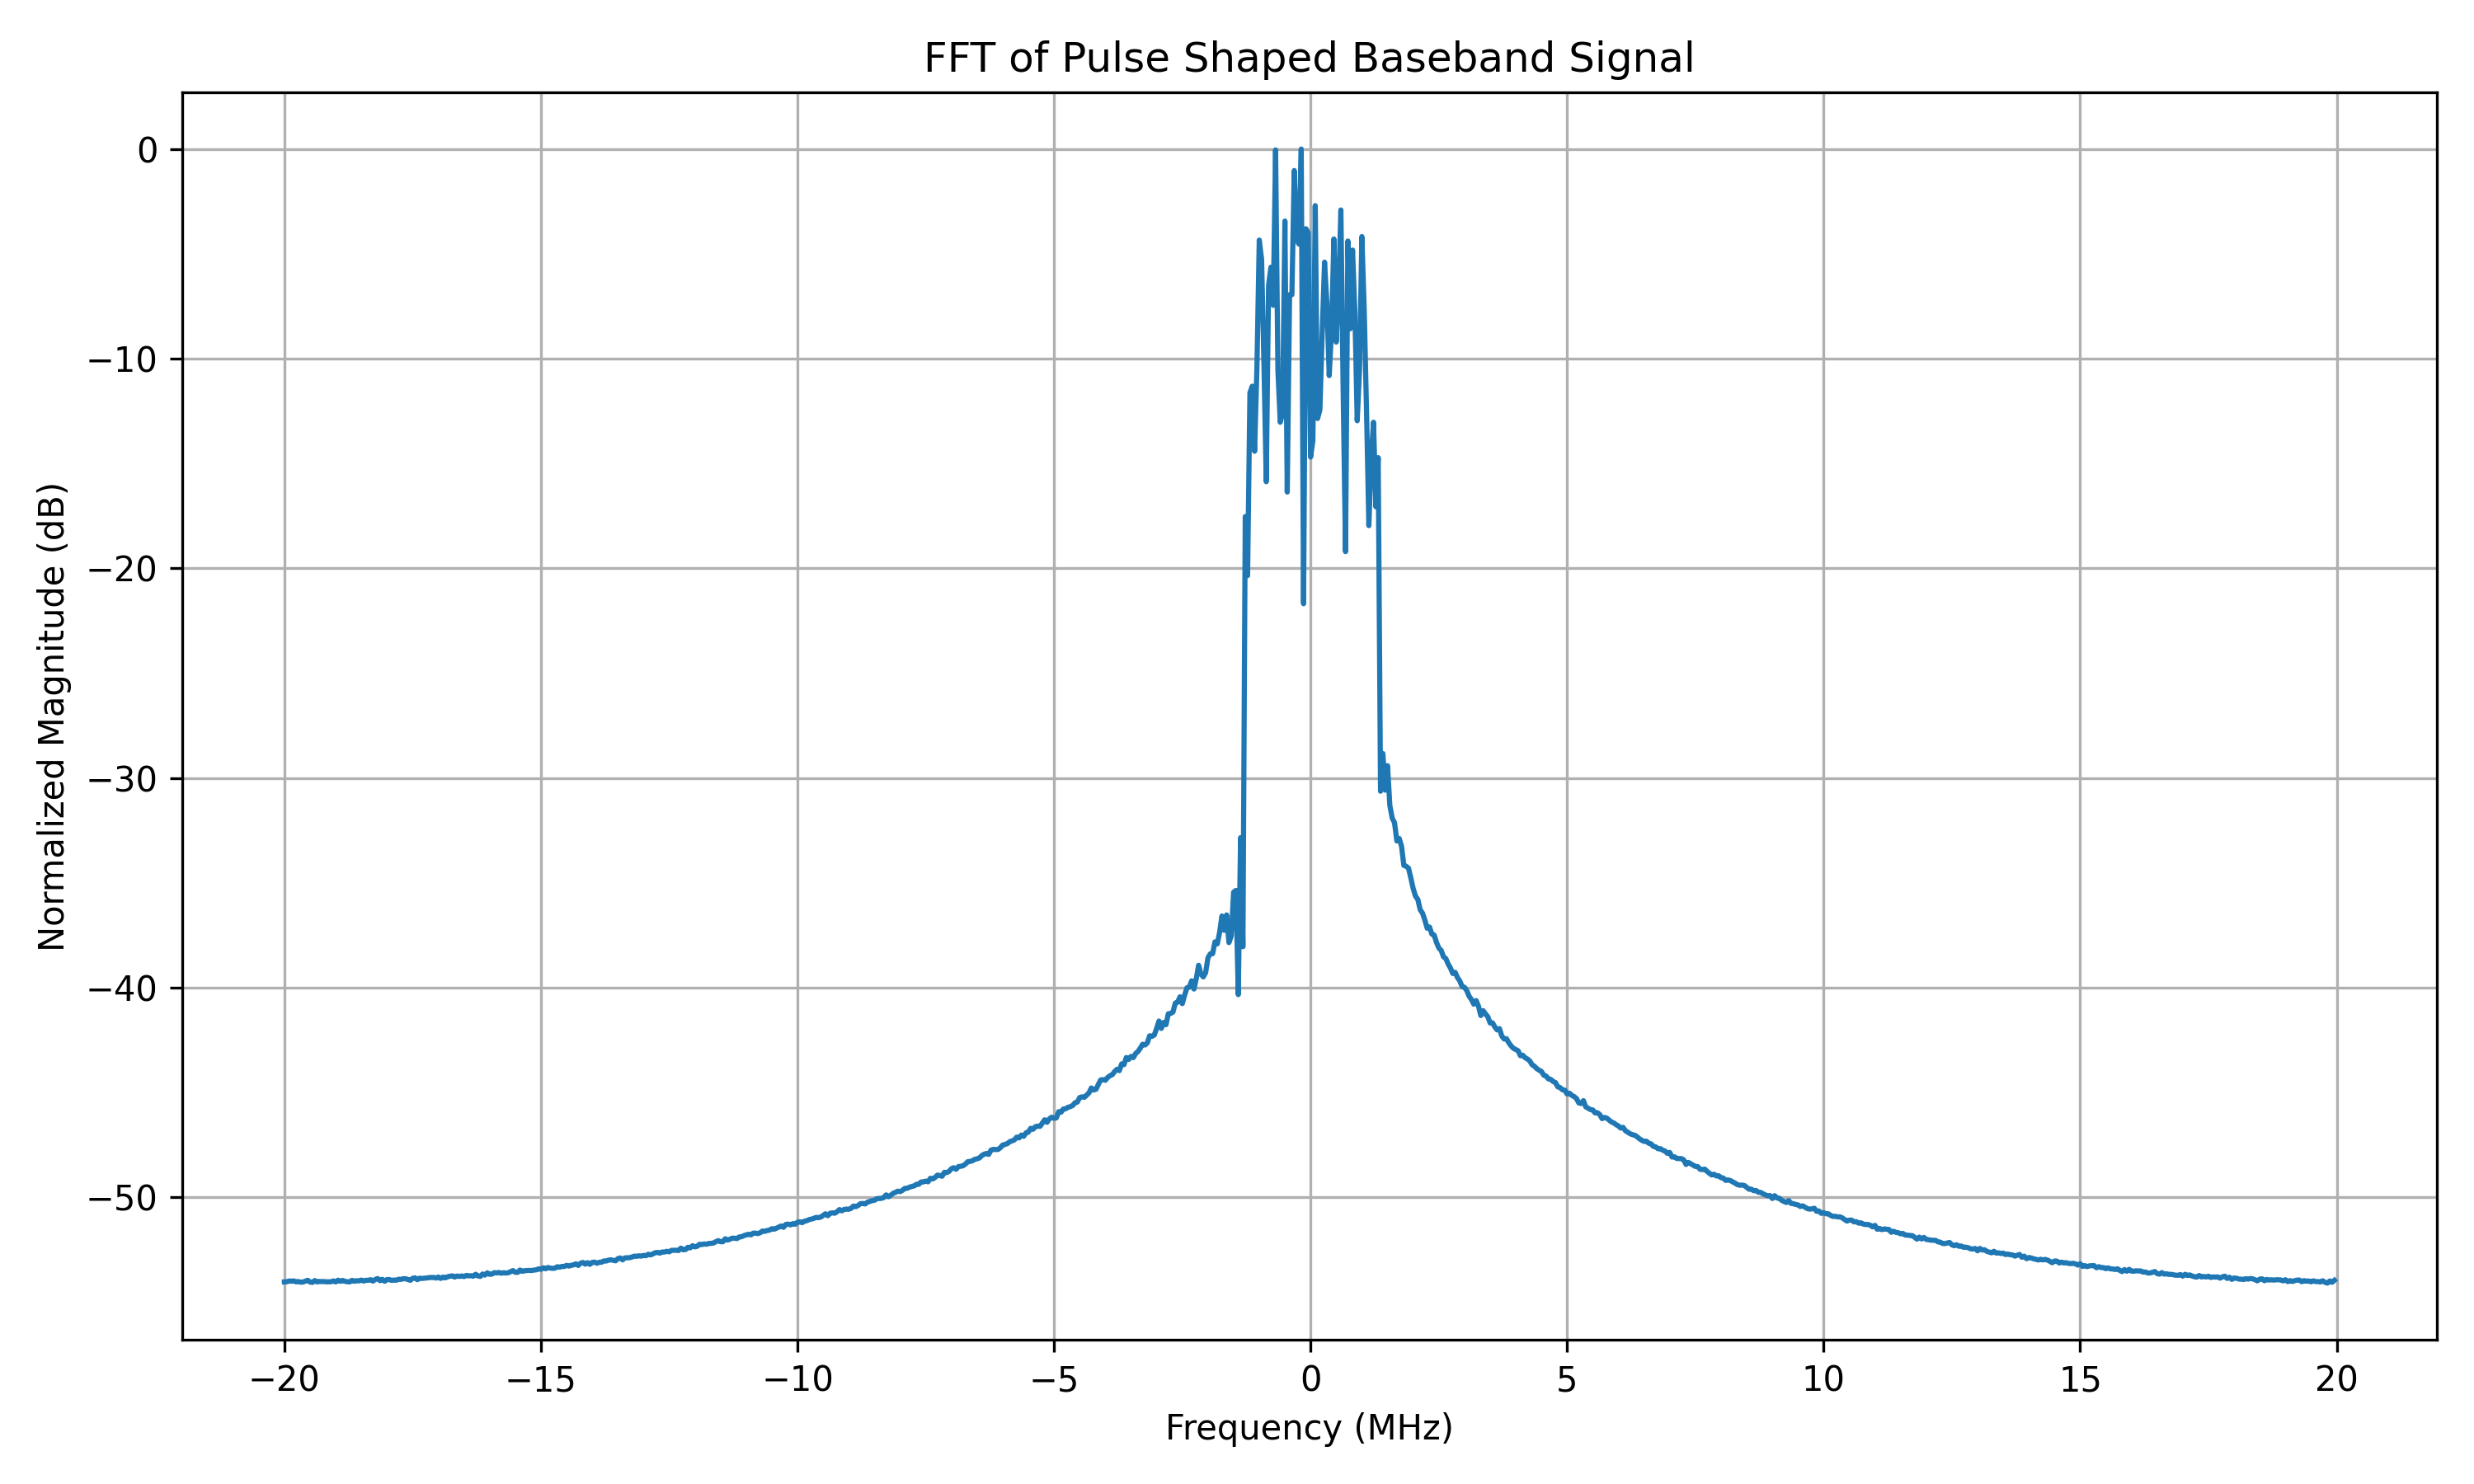 FFT of Pulse Shaped Baseband Signal
Normalized Magnitude (dB)
0
−10
−20
−30
−40
−50
−20 −15 −10 −5 0 5 10 15 20
Frequency (MHz)